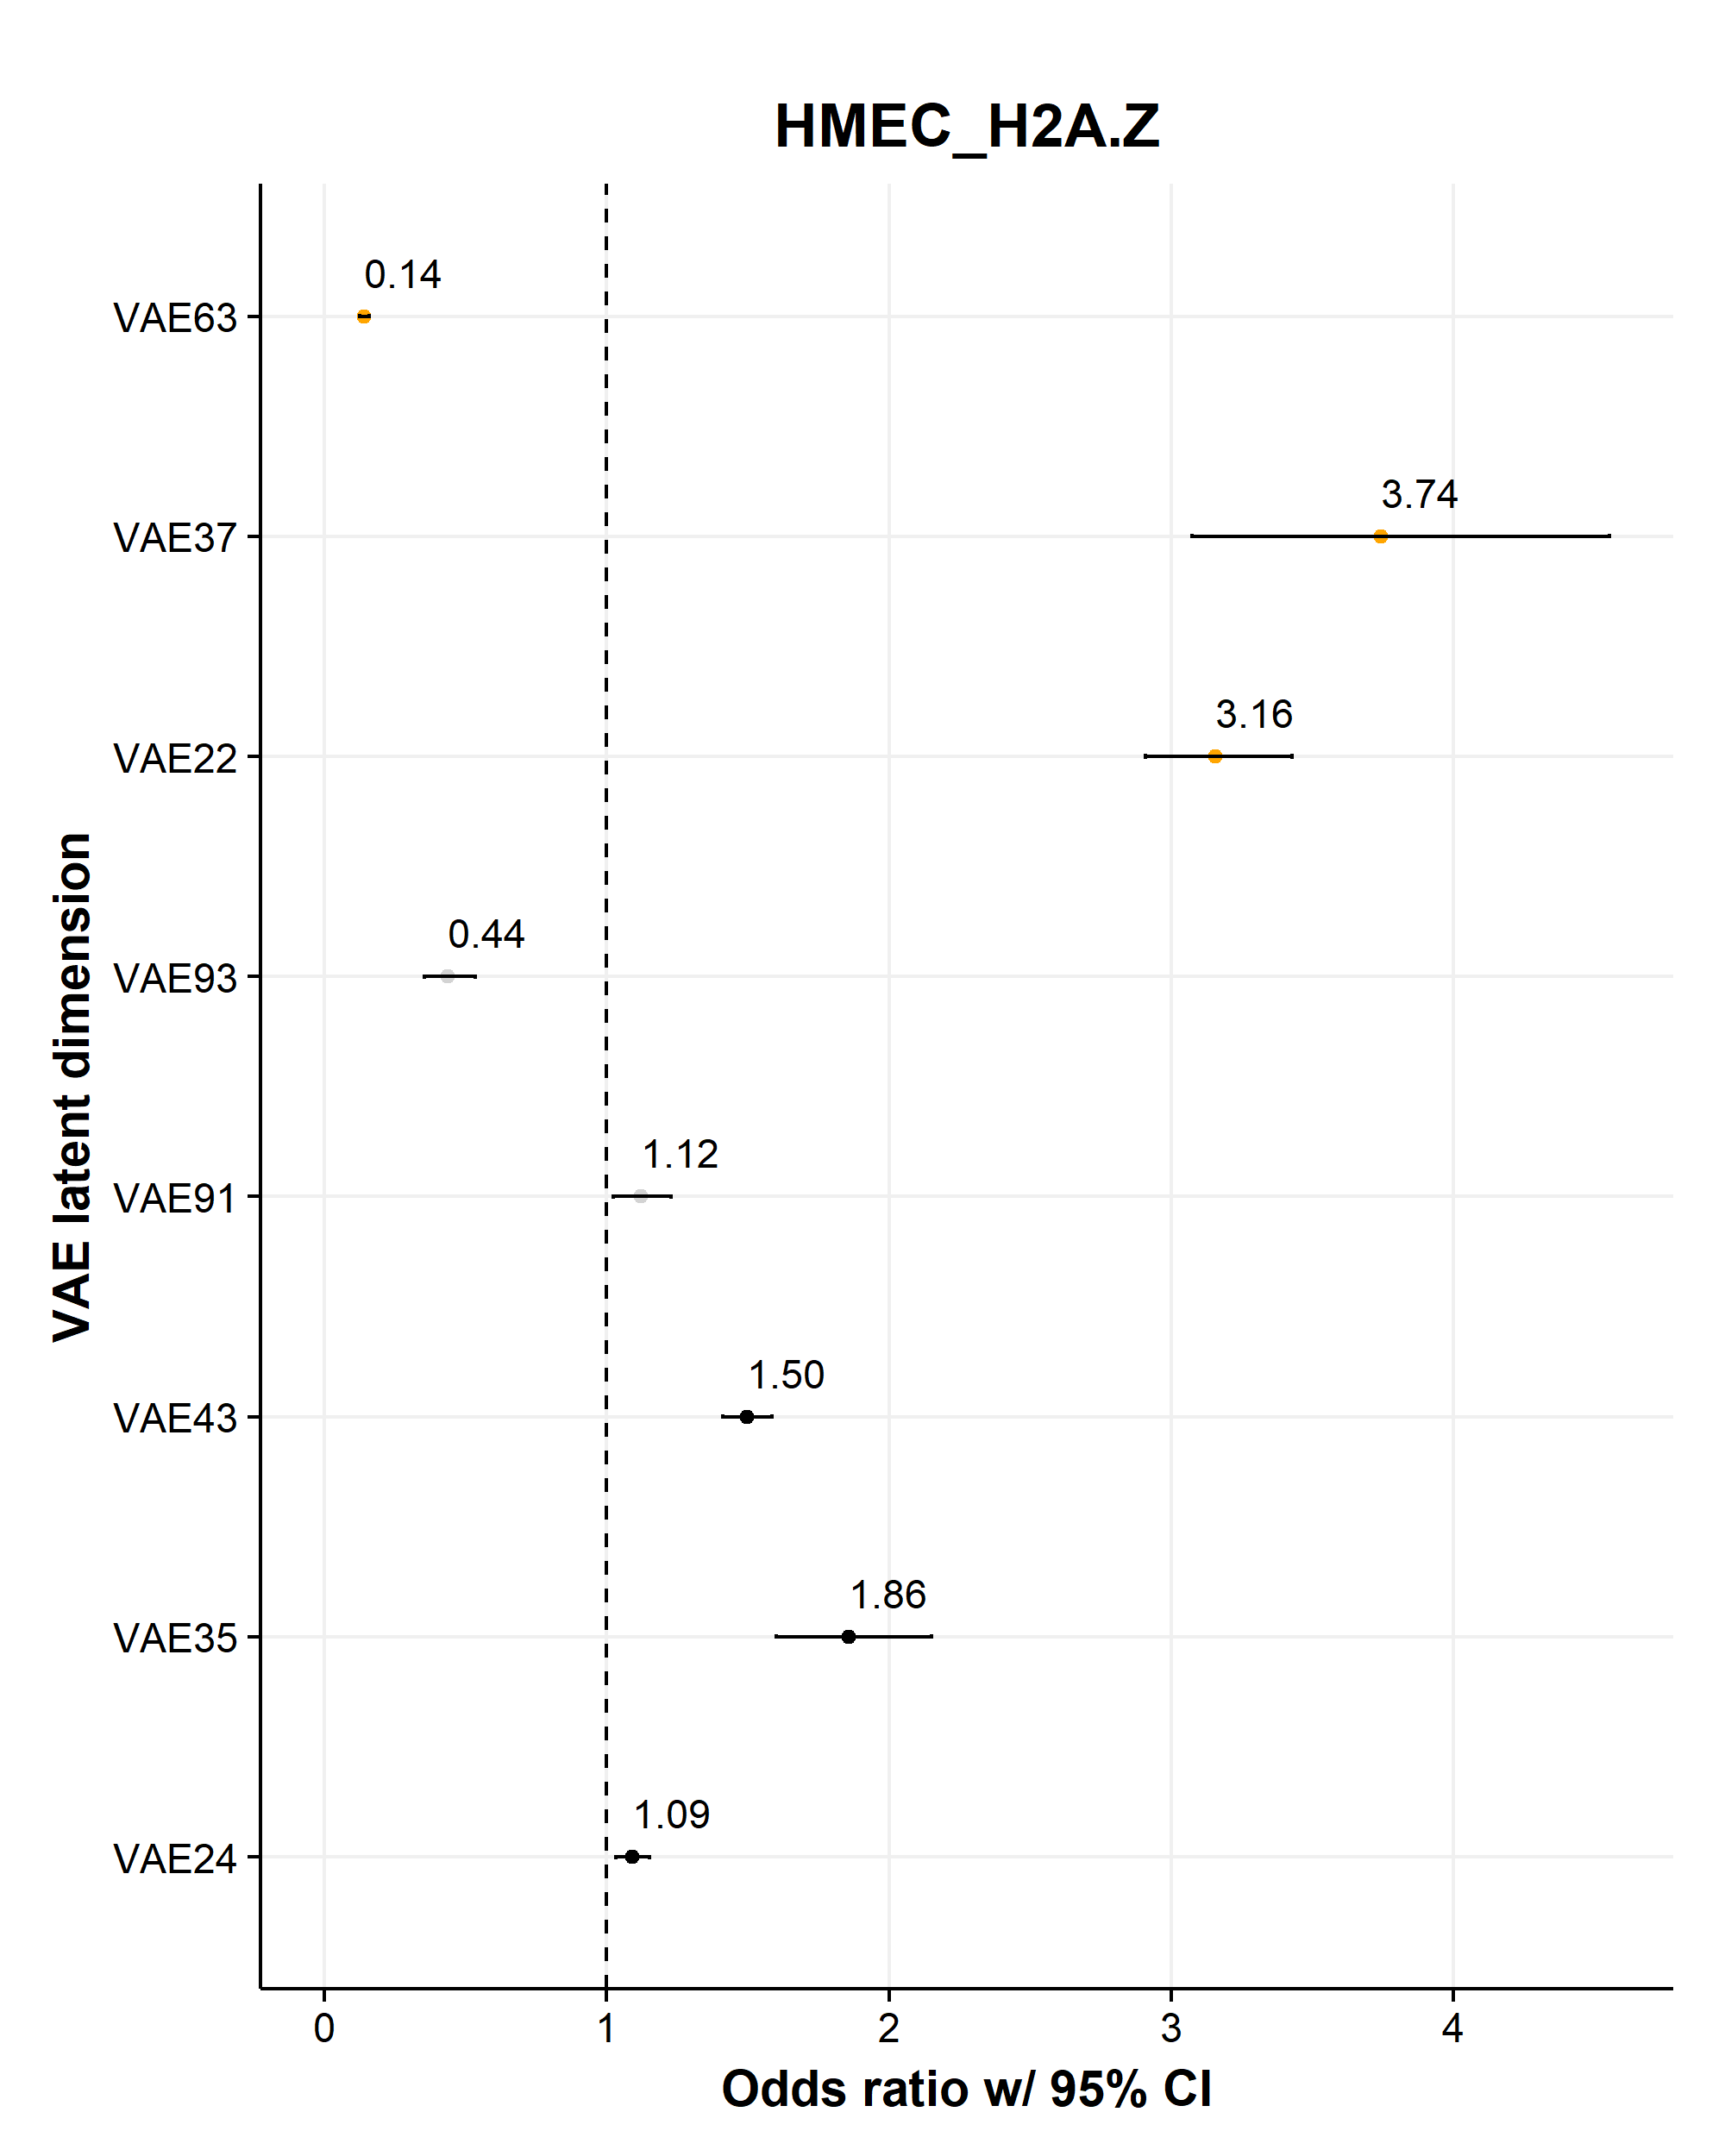 HMEC_H2A.Z
VAE latent dimension
VAE63
0.14
VAE37
3.74
VAE22
3.16
VAE93
0.44
VAE91
1.12
VAE43
1.50
VAE35
1.86
VAE24
1.09
0 1 2 3 4
Odds ratio w/ 95% CI